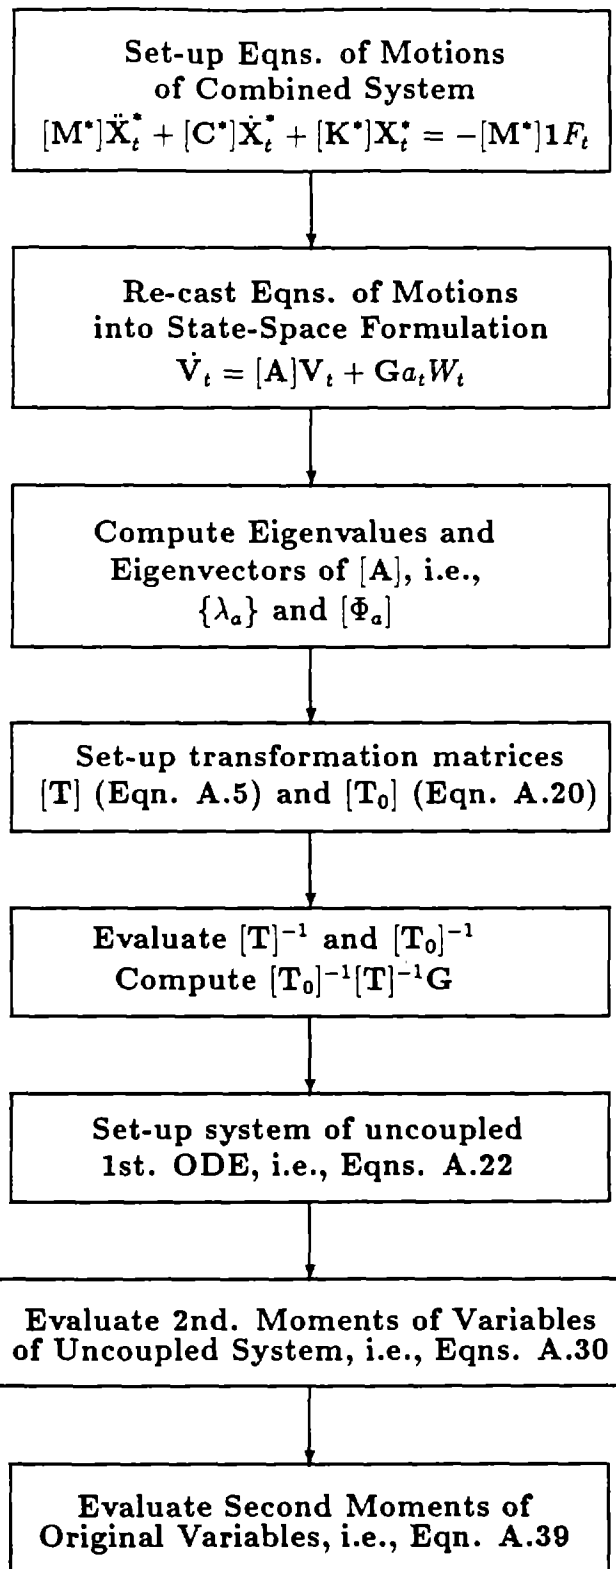 Set-up Eqns. of Motions
of Combined System
[M*]Ẍ*ₜ + [C*]Ẋ*ₜ + [K*]X*ₜ = −[M*]1Fₜ
Re-cast Eqns. of Motions
into State-Space Formulation
V̇ₜ = [A]Vₜ + GaₜWₜ
Compute Eigenvalues and
Eigenvectors of [A], i.e.,
{λₐ} and [Φₐ]
Set-up transformation matrices
[T] (Eqn. A.5) and [T₀] (Eqn. A.20)
Evaluate [T]⁻¹ and [T₀]⁻¹
Compute [T₀]⁻¹[T]⁻¹G
Set-up system of uncoupled
1st. ODE, i.e., Eqns. A.22
Evaluate 2nd. Moments of Variables
of Uncoupled System, i.e., Eqns. A.30
Evaluate Second Moments of
Original Variables, i.e., Eqn. A.39